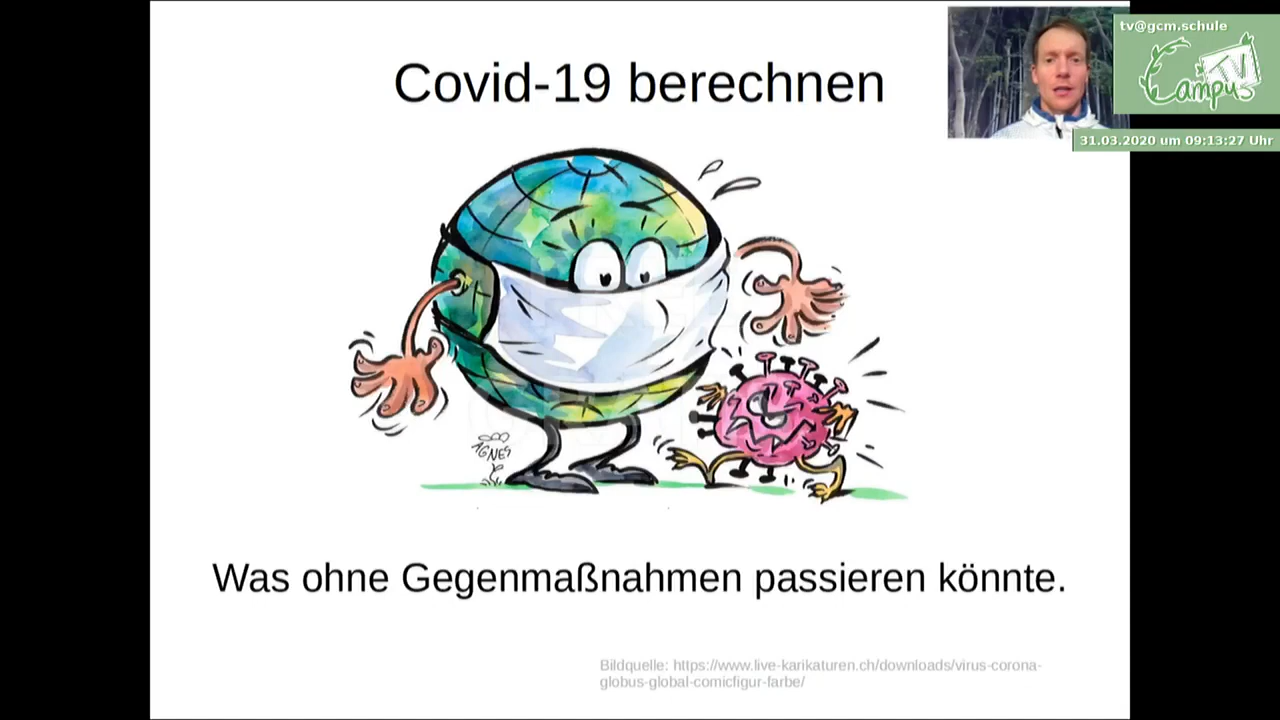 Covid-19 berechnen
tv@gcm.schule
Campus
TV
31.03.2020 um 09:13:27 Uhr
AGNES
Was ohne Gegenmaßnahmen passieren könnte.
Bildquelle: https://www.live-karikaturen.ch/downloads/virus-corona-
globus-global-comicfigur-farbe/